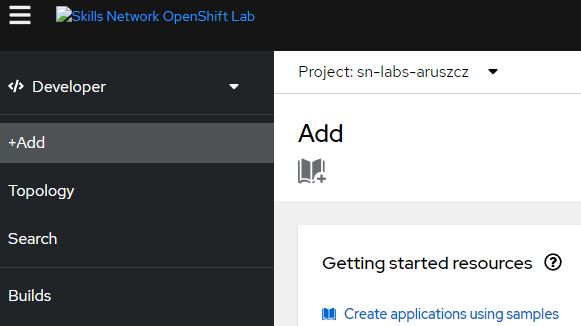 Skills Network OpenShift Lab
Developer
Project: sn-labs-aruszcz
+Add
Topology
Search
Builds
Add
Getting started resources
Create applications using samples